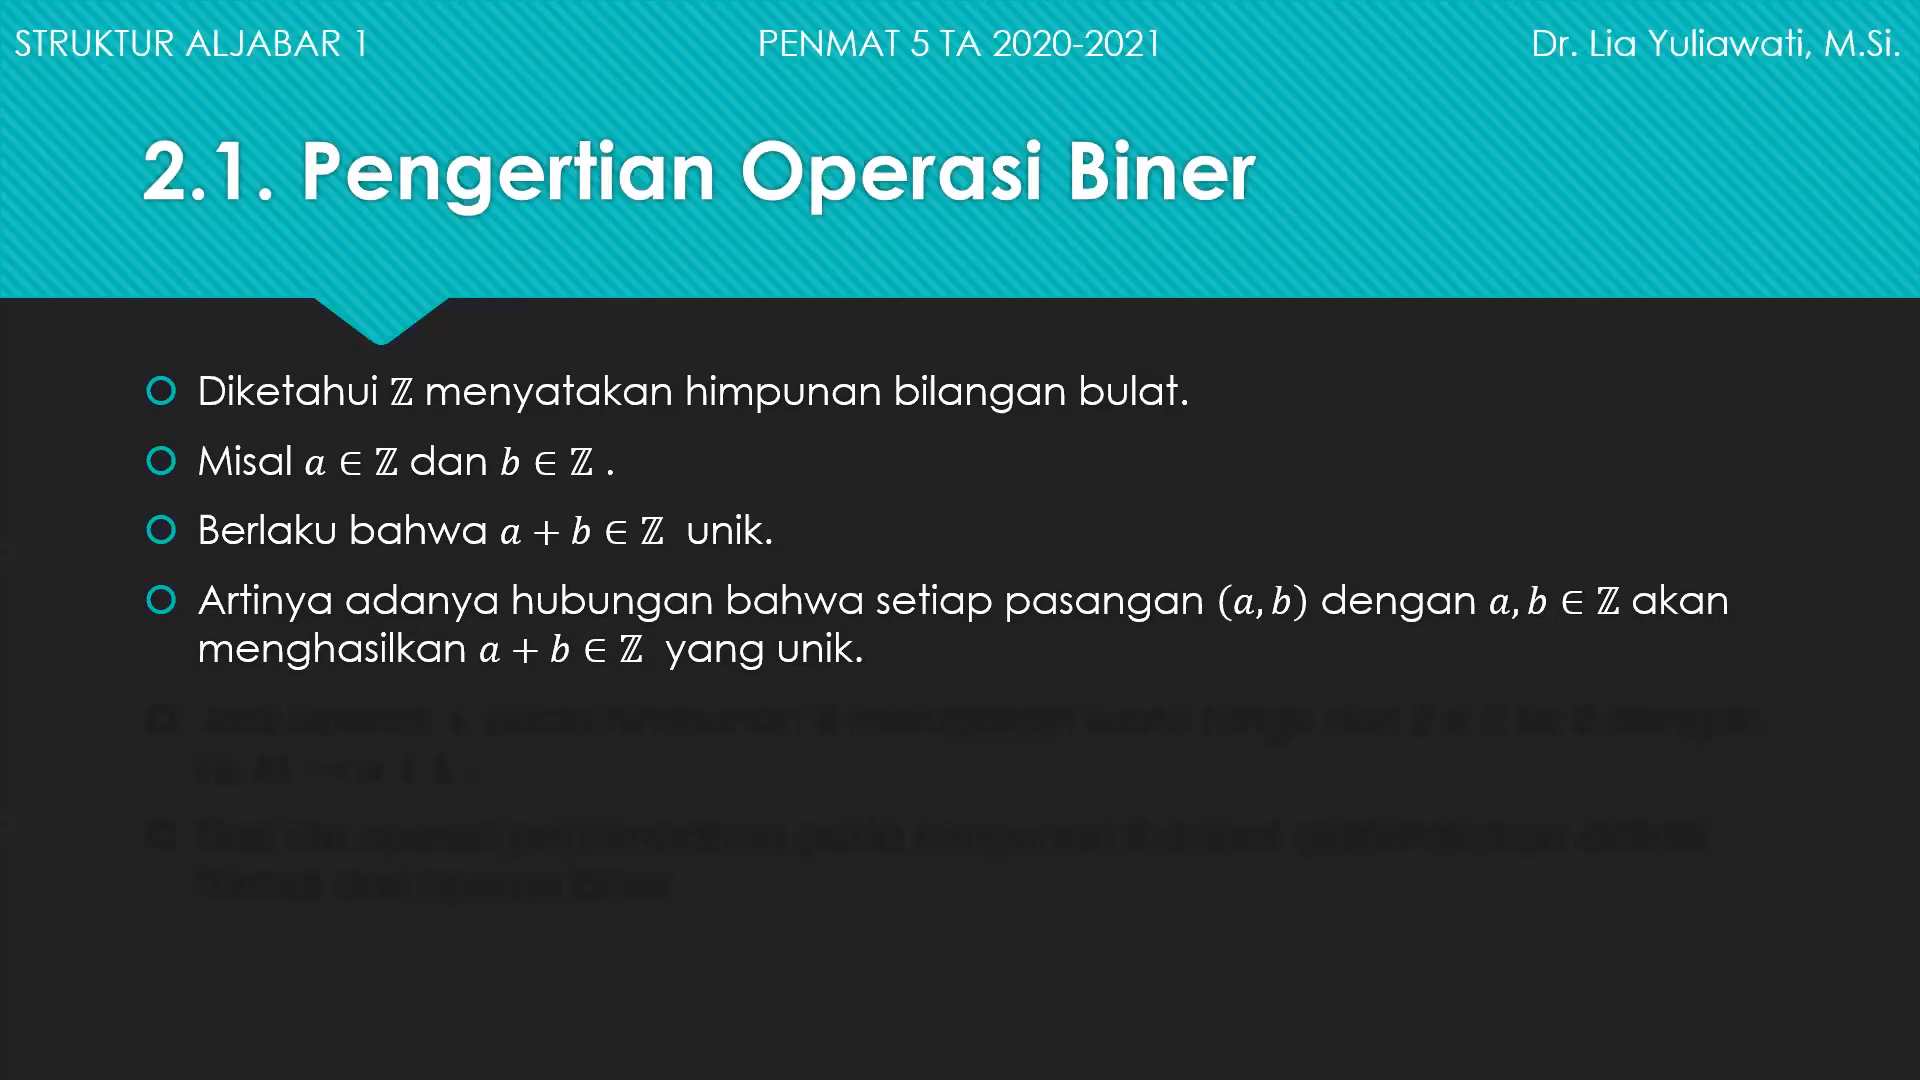 STRUKTUR ALJABAR 1
PENMAT 5 TA 2020-2021
Dr. Lia Yuliawati, M.Si.
2.1. Pengertian Operasi Biner
Diketahui ℤ menyatakan himpunan bilangan bulat.
Misal a ∈ ℤ dan b ∈ ℤ .
Berlaku bahwa a + b ∈ ℤ unik.
Artinya adanya hubungan bahwa setiap pasangan (a, b) dengan a, b ∈ ℤ akan
menghasilkan a + b ∈ ℤ yang unik.